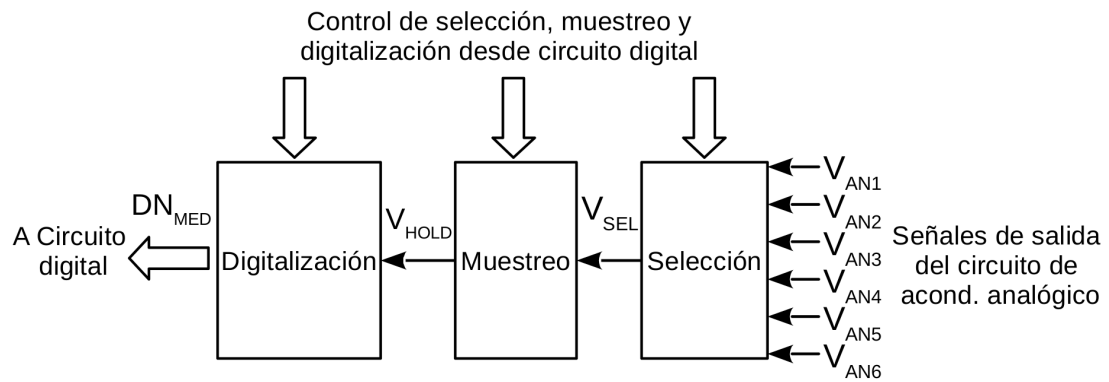 Control de selección, muestreo y
digitalización desde circuito digital
DN_MED
A Circuito
digital
Digitalización
V_HOLD
Muestreo
V_SEL
Selección
V_AN1
V_AN2
V_AN3
V_AN4
V_AN5
V_AN6
Señales de salida
del circuito de
acond. analógico